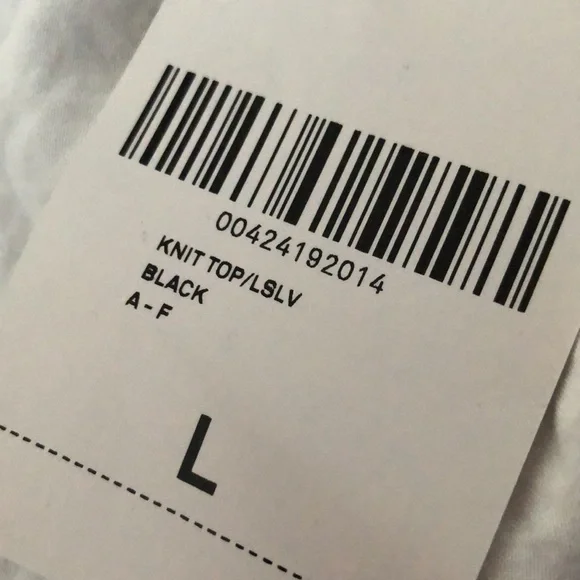 00424192014
KNIT TOP/LSLV
BLACK
A - F
L